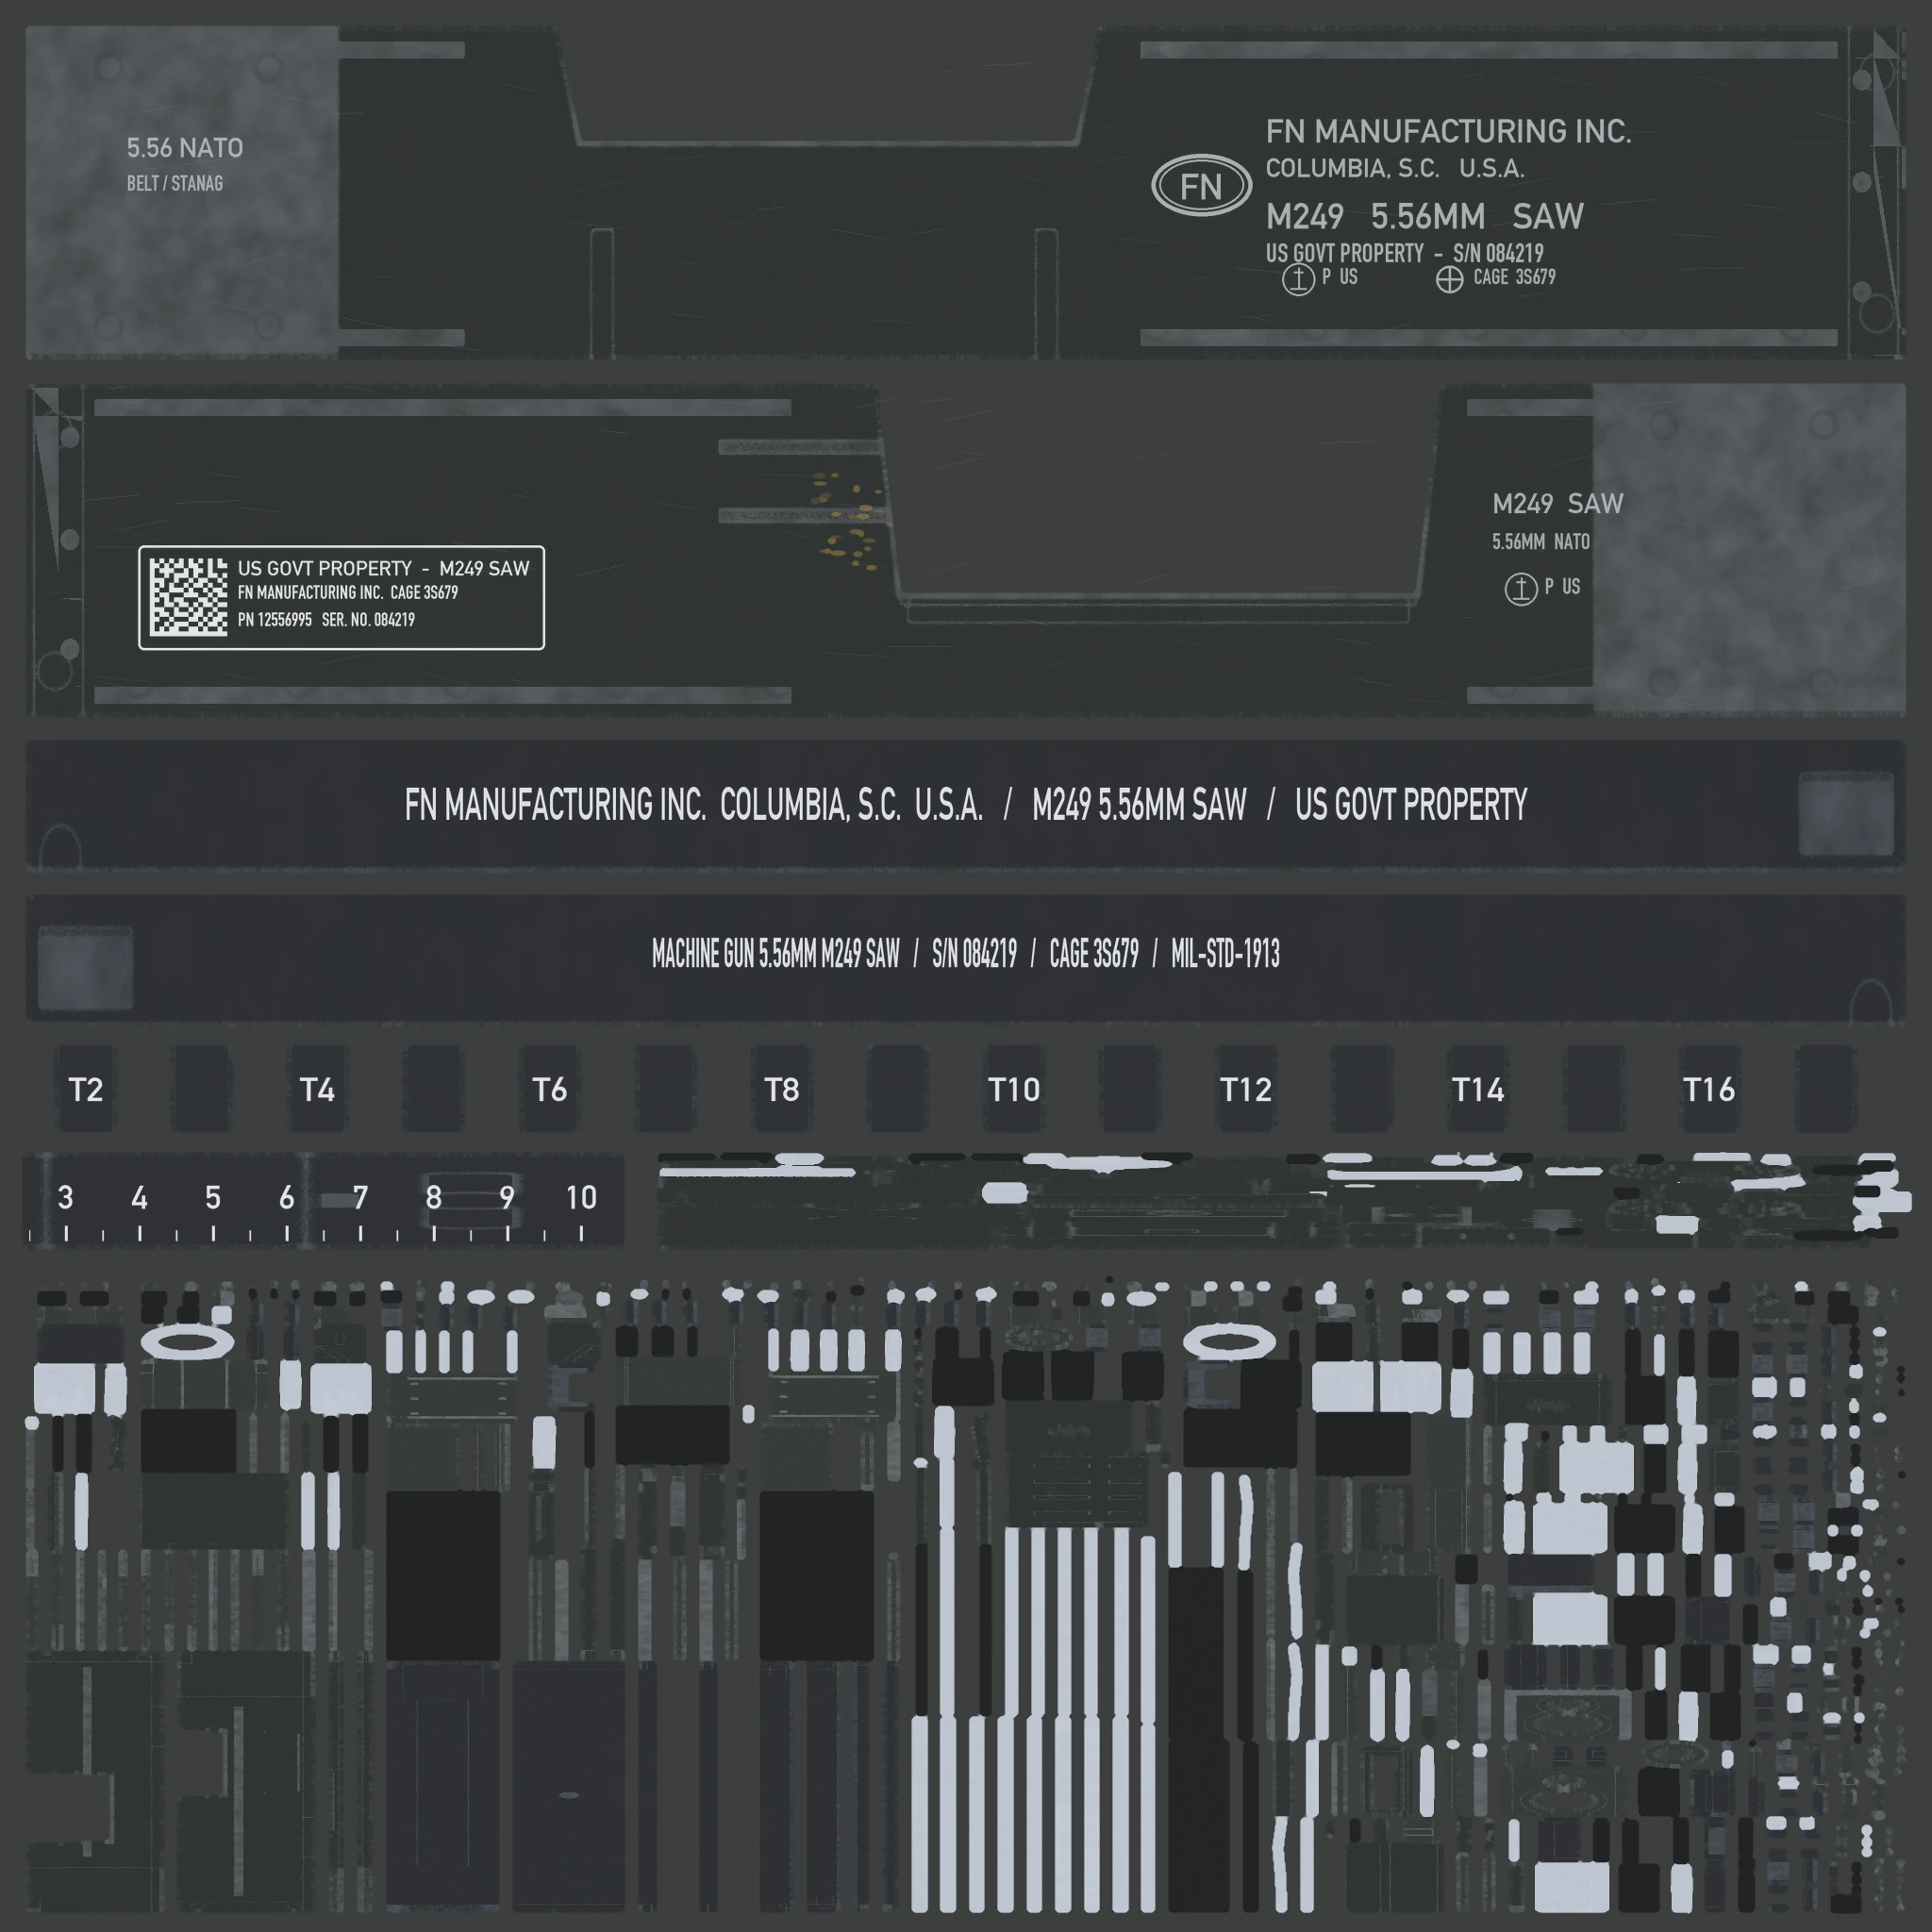 5.56 NATO
BELT / STANAG
FN
FN MANUFACTURING INC.
COLUMBIA, S.C. U.S.A.
M249 5.56MM SAW
US GOVT PROPERTY - S/N 084219
P US
CAGE 3S679
US GOVT PROPERTY - M249 SAW
FN MANUFACTURING INC. CAGE 3S679
PN 12556995 SER. NO. 084219
M249 SAW
5.56MM NATO
P US
FN MANUFACTURING INC. COLUMBIA, S.C. U.S.A. / M249 5.56MM SAW / US GOVT PROPERTY
MACHINE GUN 5.56MM M249 SAW / S/N 084219 / CAGE 3S679 / MIL-STD-1913
T2 T4 T6 T8 T10 T12 T14 T16
3 4 5 6 7 8 9 10